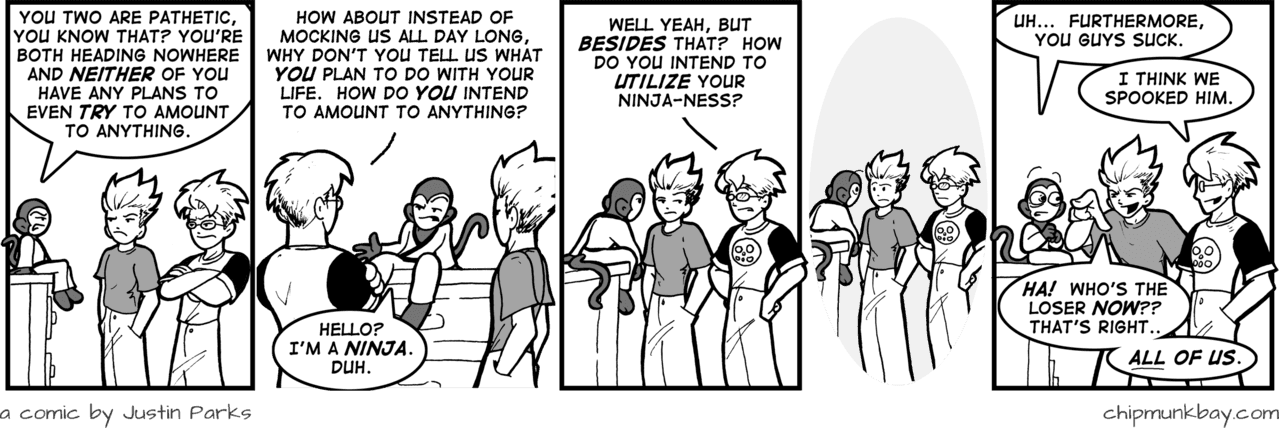 YOU TWO ARE PATHETIC,
YOU KNOW THAT? YOU'RE
BOTH HEADING NOWHERE
AND NEITHER OF YOU
HAVE ANY PLANS TO
EVEN TRY TO AMOUNT
TO ANYTHING.
HOW ABOUT INSTEAD OF
MOCKING US ALL DAY LONG,
WHY DON'T YOU TELL US WHAT
YOU PLAN TO DO WITH YOUR
LIFE. HOW DO YOU INTEND
TO AMOUNT TO ANYTHING?
HELLO?
I'M A NINJA.
DUH.
WELL YEAH, BUT
BESIDES THAT? HOW
DO YOU INTEND TO
UTILIZE YOUR
NINJA-NESS?
UH... FURTHERMORE,
YOU GUYS SUCK.
I THINK WE
SPOOKED HIM.
HA! WHO'S THE
LOSER NOW??
THAT'S RIGHT..
ALL OF US.
a comic by Justin Parks
chipmunkbay.com